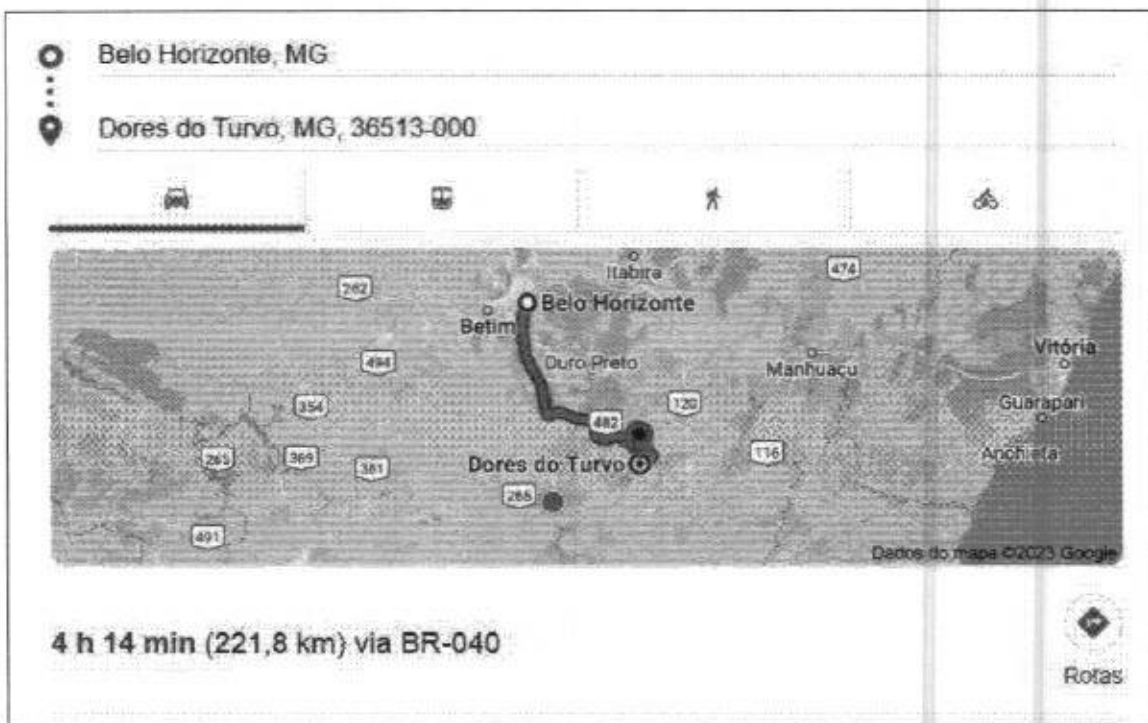 Belo Horizonte, MG
Dores do Turvo, MG, 36513-000
Itabira
474
262
Belo Horizonte
Betim
Vitória
494
Ouro Preto
Manhuaçu
354
120
Guarapari
482
265
369
381
116
Anchieta
Dores do Turvo
265
491
Dados do mapa ©2023 Google
4 h 14 min (221,8 km) via BR-040
Rotas